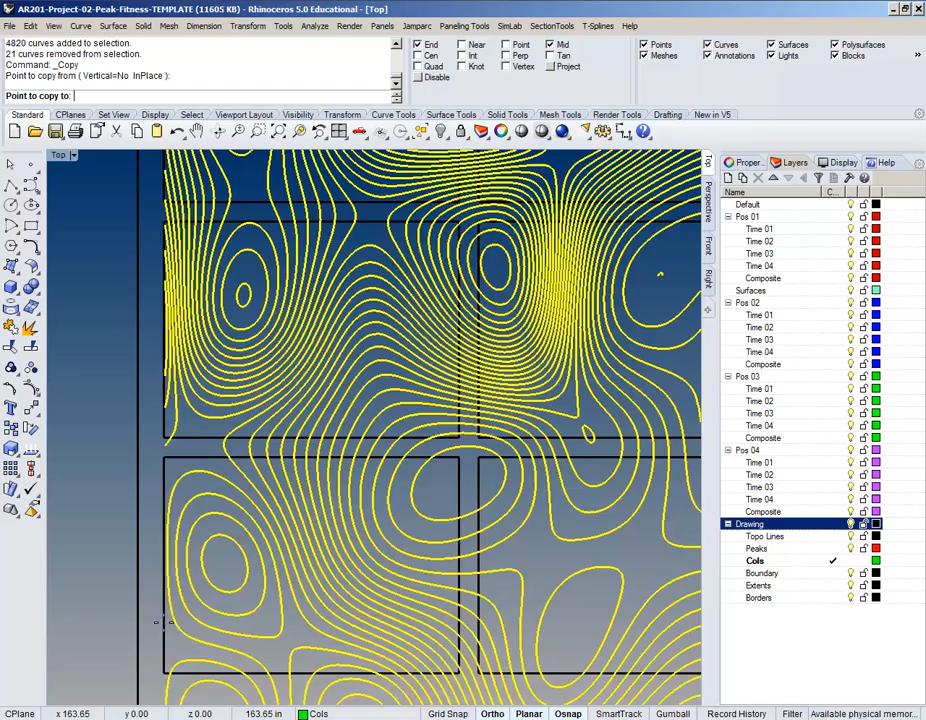 AR201-Project-02-Peak-Fitness-TEMPLATE (11605 KB) - Rhinoceros 5.0 Educational - [Top]
File Edit View Curve Surface Solid Mesh Dimension Transform Tools Analyze Render Panels Jamparc Paneling Tools SimLab SectionTools T-Splines Help
4820 curves added to selection.
21 curves removed from selection.
Command: _Copy
Point to copy from ( Vertical=No InPlace ):
Point to copy to:
End Near Point Mid
Cen Int Perp Tan
Quad Knot Vertex Project
Disable
Points Curves Surfaces Polysurfaces
Meshes Annotations Lights Blocks
»
Standard CPlanes Set View Display Select Viewport Layout Visibility Transform Curve Tools Surface Tools Solid Tools Mesh Tools Render Tools Drafting New in V5
Top
Top
Perspective
Front
Right
Proper... Layers Display Help
Name C...
Default
Pos 01
Time 01
Time 02
Time 03
Time 04
Composite
Surfaces
Pos 02
Time 01
Time 02
Time 03
Time 04
Composite
Pos 03
Time 01
Time 02
Time 03
Time 04
Composite
Pos 04
Time 01
Time 02
Time 03
Time 04
Composite
Drawing
Topo Lines
Peaks
Cols
Boundary
Extents
Borders
CPlane x 163.65 y 0.00 z 0.00 163.65 in Cols Grid Snap Ortho Planar Osnap SmartTrack Gumball Record History Filter Available physical memor...